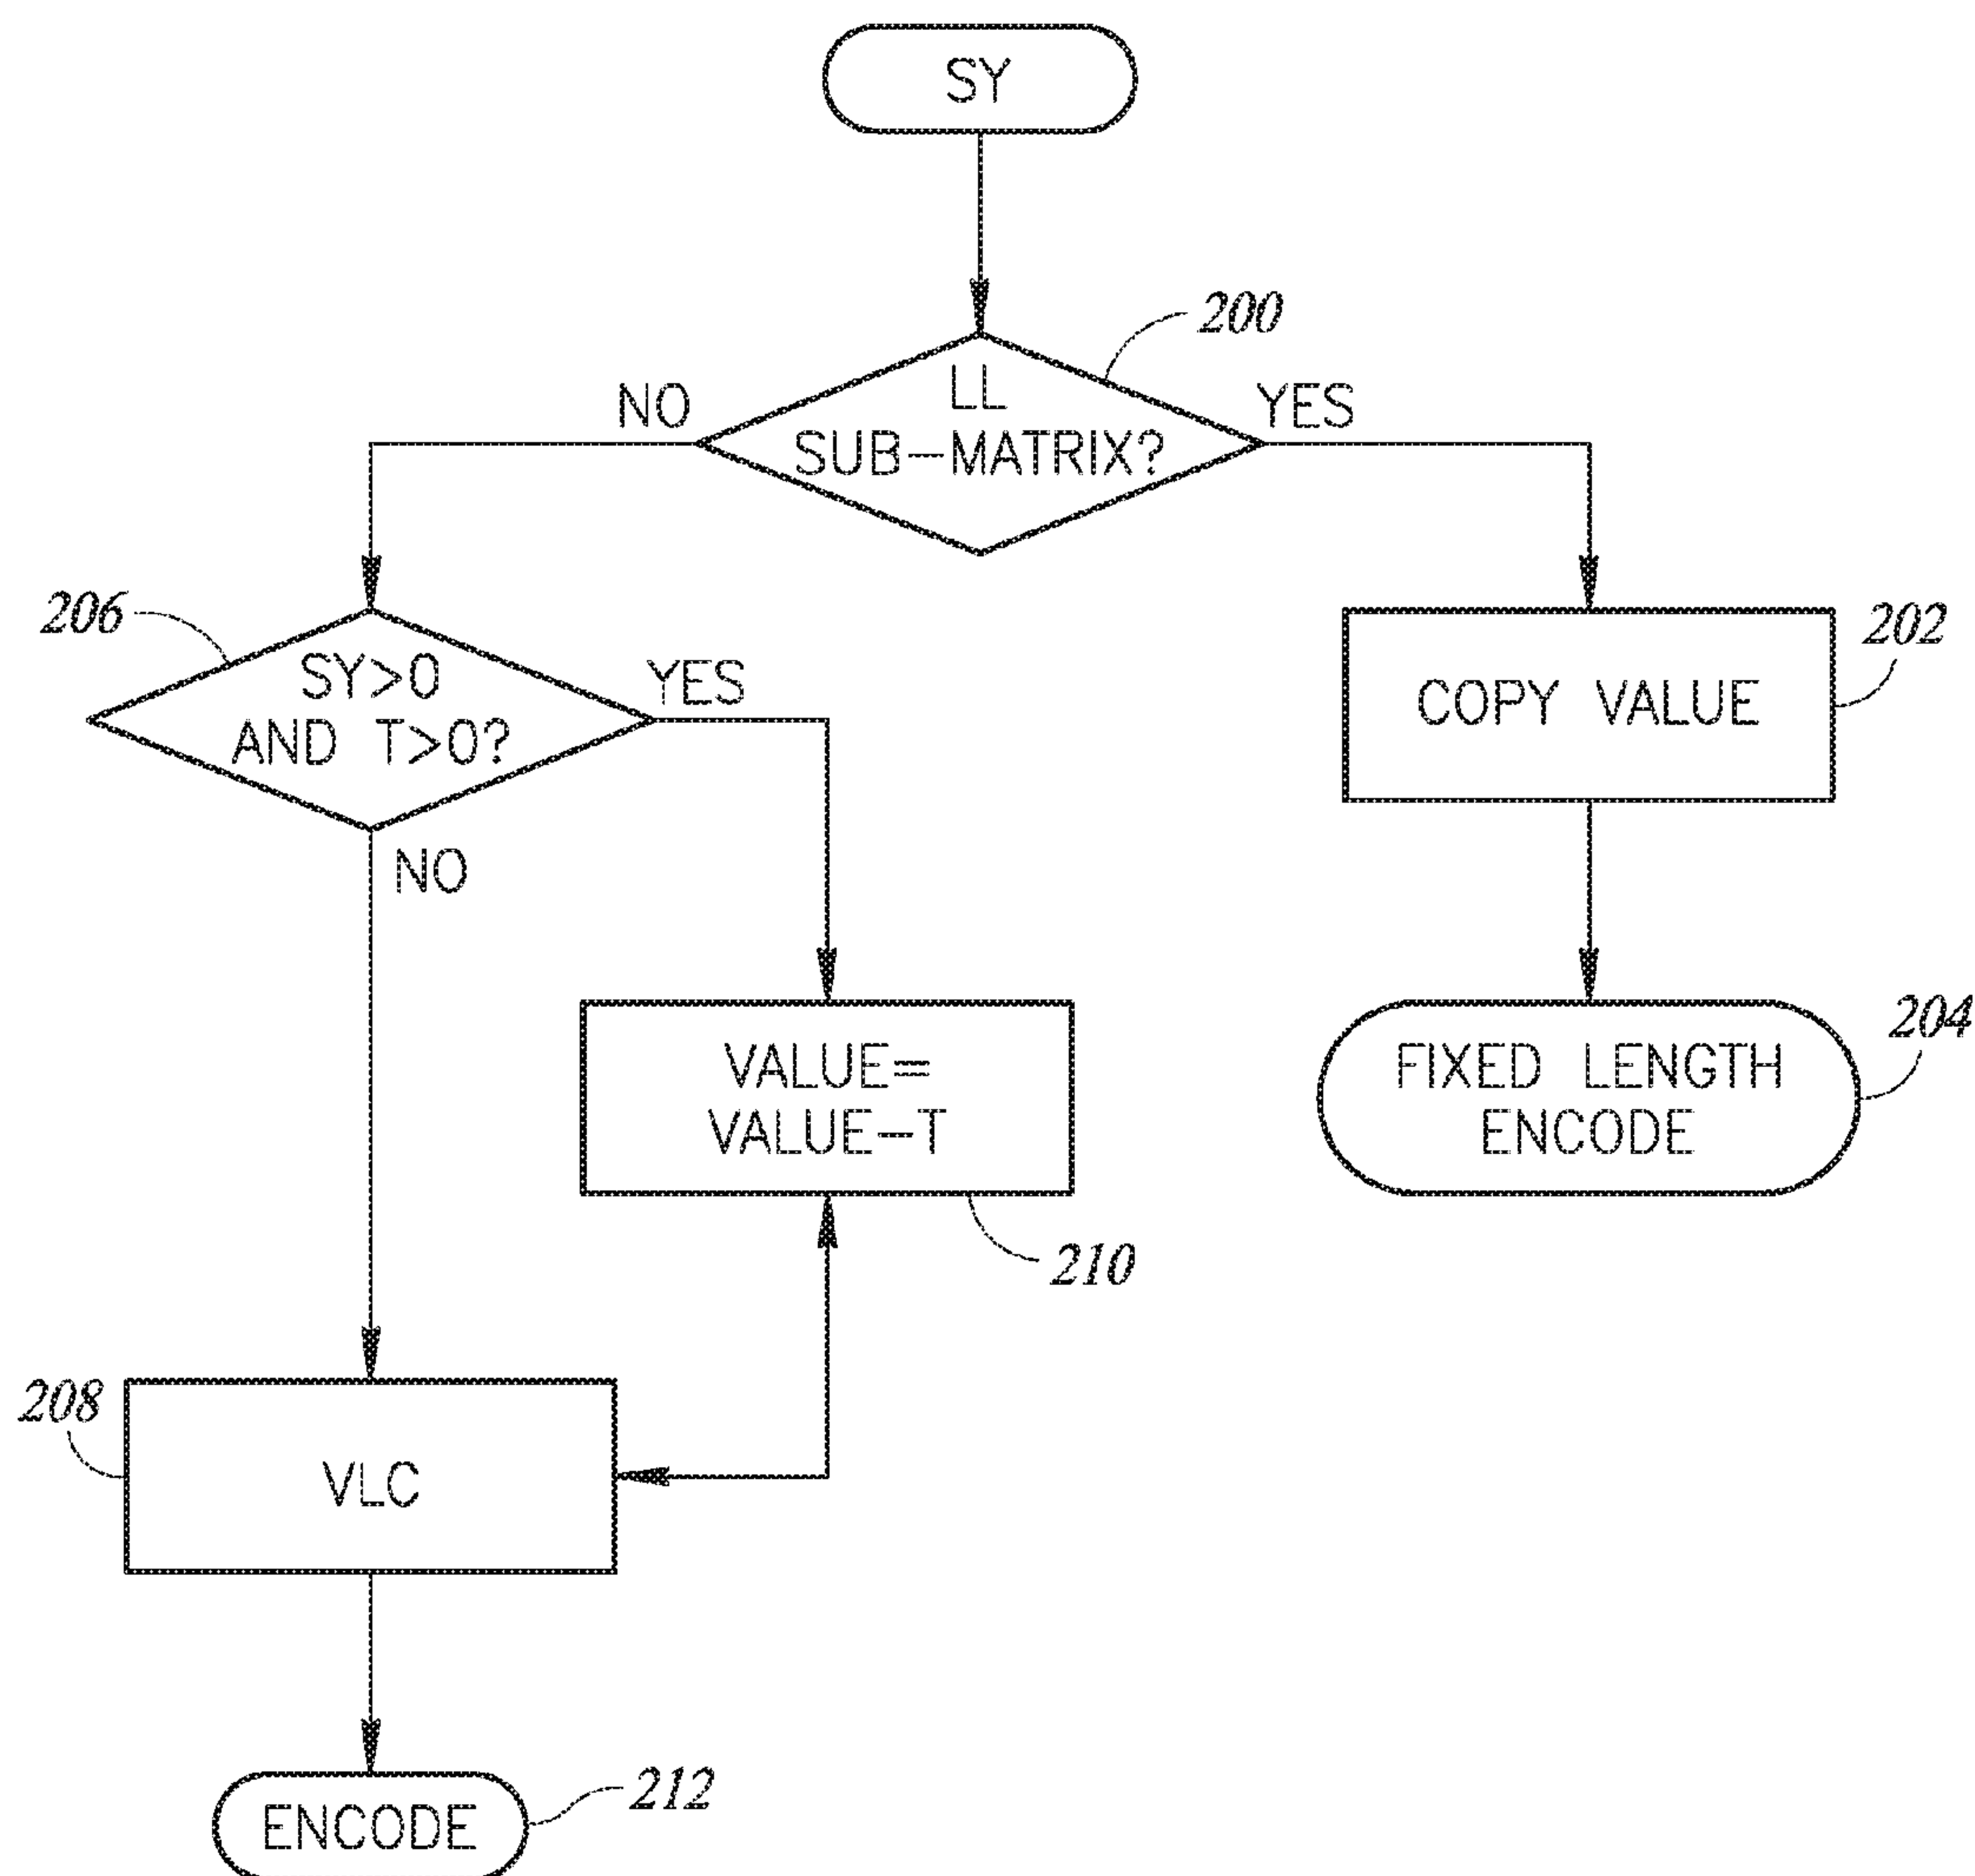 SY
200
LL
SUB-MATRIX?
NO
YES
206
SY>0
AND T>0?
YES
NO
202
COPY VALUE
204
FIXED LENGTH
ENCODE
VALUE=
VALUE-T
210
208
VLC
212
ENCODE